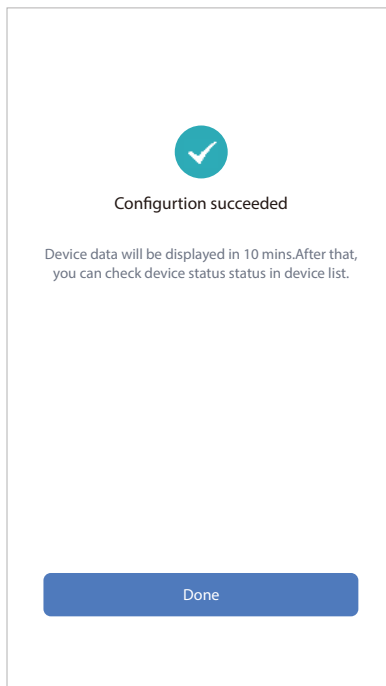 Configurtion succeeded
Device data will be displayed in 10 mins.After that,
you can check device status status in device list.
Done